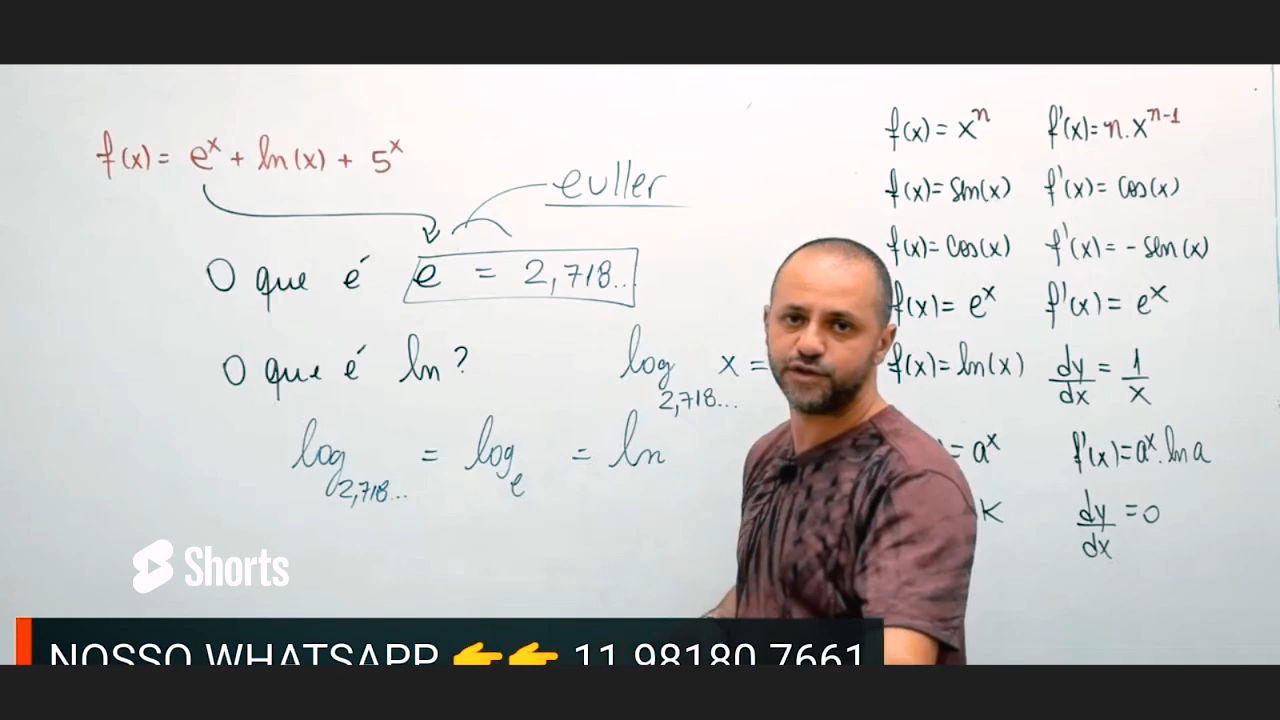 f(x) = e^x + ln(x) + 5^x
euller
O que é e = 2,718...
O que é ln?
log_2,718... x =
log_2,718... = log_e = ln
f(x) = x^n f'(x) = n.x^n-1
f(x) = sen(x) f'(x) = cos(x)
f(x) = cos(x) f'(x) = -sen(x)
f(x) = e^x f'(x) = e^x
f(x) = ln(x) dy/dx = 1/x
= a^x f'(x) = a^x.ln a
K dy/dx = 0
Shorts
NOSSO WHATSAPP 👉👉 11 98180 7661